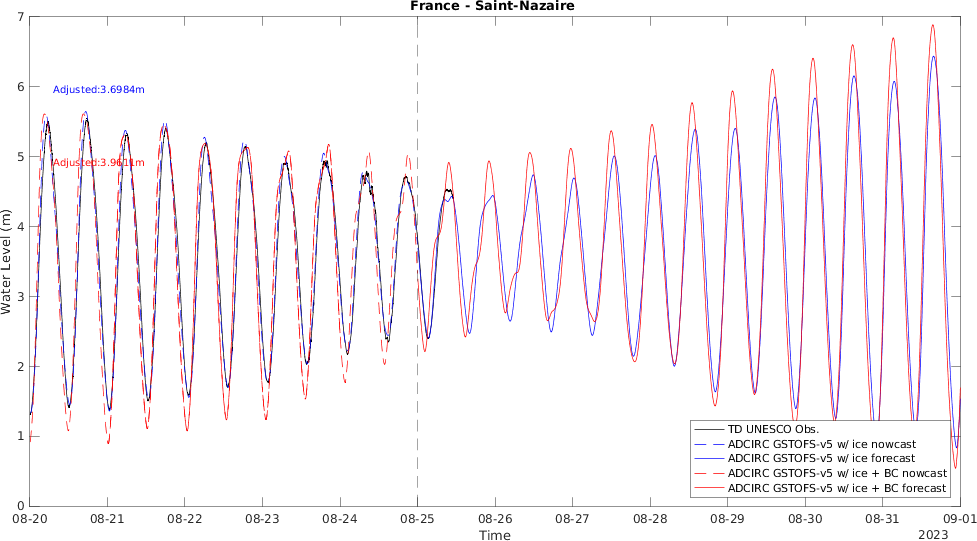 France - Saint-Nazaire
Water Level (m)
7
6
5
4
3
2
1
0
Adjusted:3.6984m
Adjusted:3.9611m
TD UNESCO Obs.
ADCIRC GSTOFS-v5 w/ ice nowcast
ADCIRC GSTOFS-v5 w/ ice forecast
ADCIRC GSTOFS-v5 w/ ice + BC nowcast
ADCIRC GSTOFS-v5 w/ ice + BC forecast
08-20 08-21 08-22 08-23 08-24 08-25 08-26 08-27 08-28 08-29 08-30 08-31 09-01
Time
2023